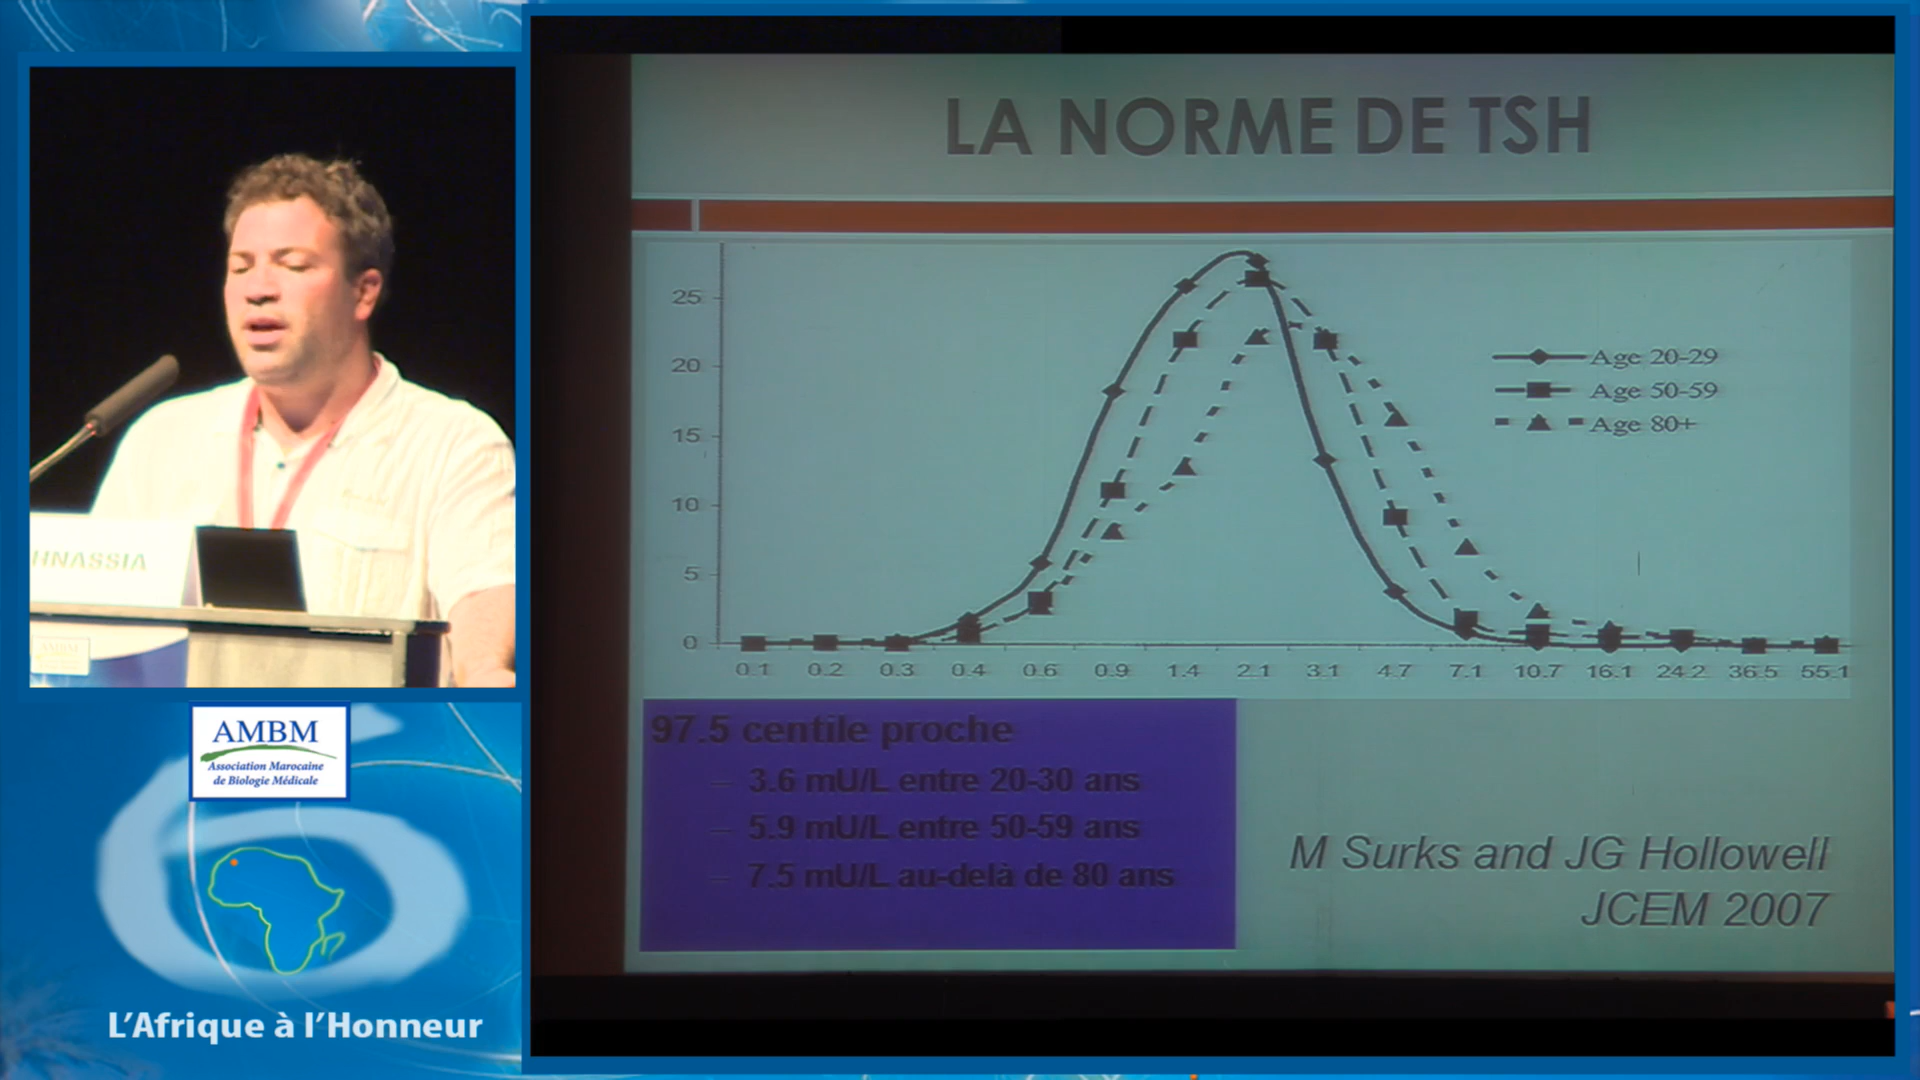 LA NORME DE TSH
25
20
15
10
5
0
0.1 0.2 0.3 0.4 0.6 0.9 1.4 2.1 3.1 4.7 7.1 10.7 16.1 24.2 36.5 55.1
Age 20-29
Age 50-59
Age 80+
97.5 centile proche
– 3.6 mU/L entre 20-30 ans
– 5.9 mU/L entre 50-59 ans
– 7.5 mU/L au-delà de 80 ans
M Surks and JG Hollowell
JCEM 2007
HNASSIA
AMBM
AMBM
Association Marocaine
de Biologie Médicale
L'Afrique à l'Honneur